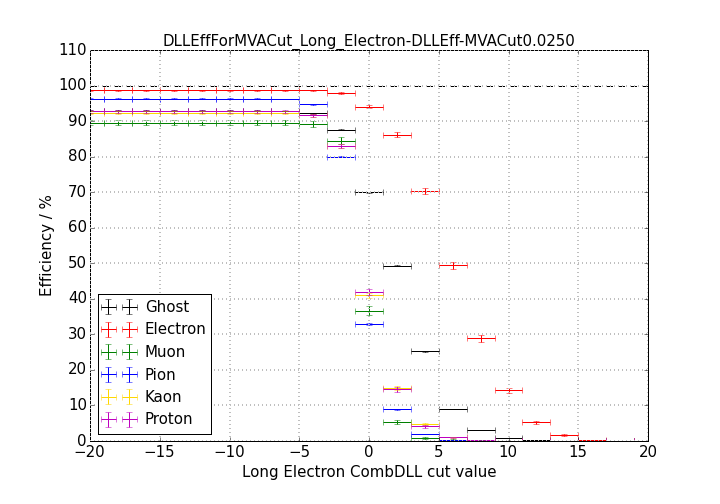 DLLEffForMVACut_Long_Electron-DLLEff-MVACut0.0250
110
100
90
80
70
60
50
40
30
20
10
0
Efficiency / %
Ghost
Electron
Muon
Pion
Kaon
Proton
−20 −15 −10 −5 0 5 10 15 20
Long Electron CombDLL cut value